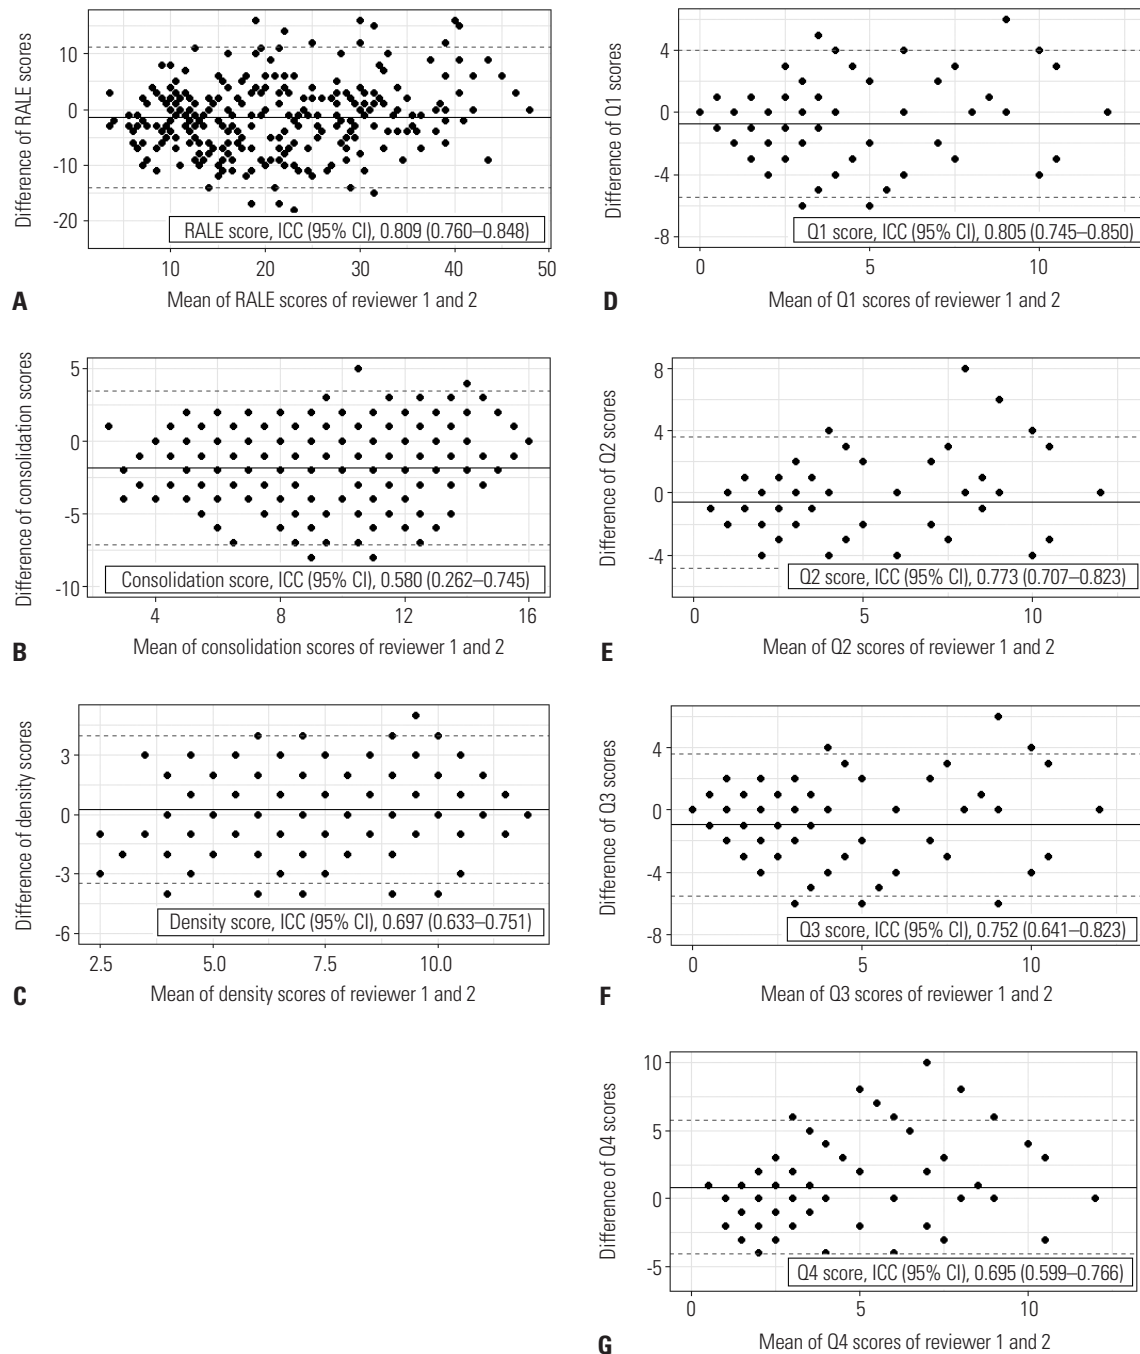 Difference of RALE scores
10
0
-10
-20
RALE score, ICC (95% CI), 0.809 (0.760–0.848)
10 20 30 40 50
A Mean of RALE scores of reviewer 1 and 2
Difference of consolidation scores
5
0
-5
-10
Consolidation score, ICC (95% CI), 0.580 (0.262–0.745)
4 8 12 16
B Mean of consolidation scores of reviewer 1 and 2
Difference of density scores
3
0
-3
-6
Density score, ICC (95% CI), 0.697 (0.633–0.751)
2.5 5.0 7.5 10.0
C Mean of density scores of reviewer 1 and 2
Difference of Q1 scores
4
0
-4
-8
Q1 score, ICC (95% CI), 0.805 (0.745–0.850)
0 5 10
D Mean of Q1 scores of reviewer 1 and 2
Difference of Q2 scores
8
4
0
-4
Q2 score, ICC (95% CI), 0.773 (0.707–0.823)
0 5 10
E Mean of Q2 scores of reviewer 1 and 2
Difference of Q3 scores
4
0
-4
-8
Q3 score, ICC (95% CI), 0.752 (0.641–0.823)
0 5 10
F Mean of Q3 scores of reviewer 1 and 2
Difference of Q4 scores
10
5
0
-5
Q4 score, ICC (95% CI), 0.695 (0.599–0.766)
0 5 10
G Mean of Q4 scores of reviewer 1 and 2